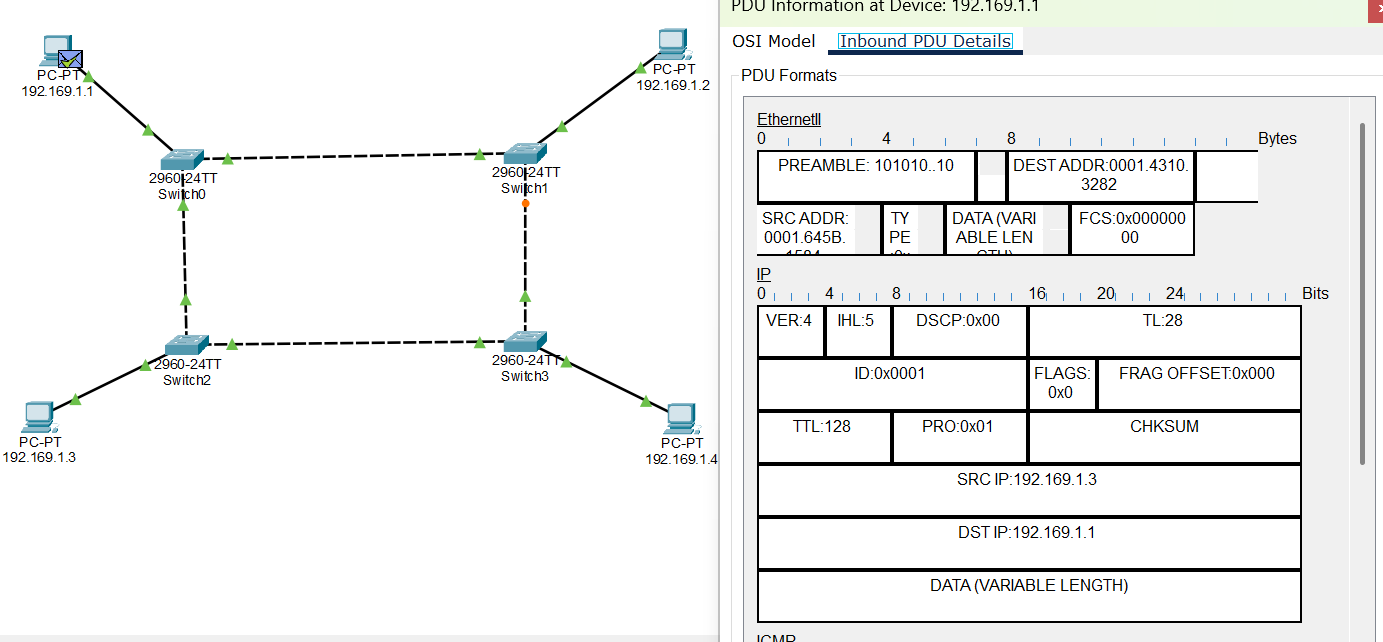 PDU Information at Device: 192.169.1.1
OSI Model Inbound PDU Details
PDU Formats
EthernetII
0 4 8 Bytes
PREAMBLE: 101010..10
DEST ADDR:0001.4310.
3282
SRC ADDR:
0001.645B.
TY
PE
DATA (VARI
ABLE LEN
GTH)
FCS:0x000000
00
IP
0 4 8 16 20 24 Bits
VER:4 IHL:5 DSCP:0x00 TL:28
ID:0x0001 FLAGS:
0x0
FRAG OFFSET:0x000
TTL:128 PRO:0x01 CHKSUM
SRC IP:192.169.1.3
DST IP:192.169.1.1
DATA (VARIABLE LENGTH)
ICMP
PC-PT
192.169.1.1
PC-PT
192.169.1.2
2960-24TT
Switch0
2960-24TT
Switch1
2960-24TT
Switch2
2960-24TT
Switch3
PC-PT
192.169.1.3
PC-PT
192.169.1.4